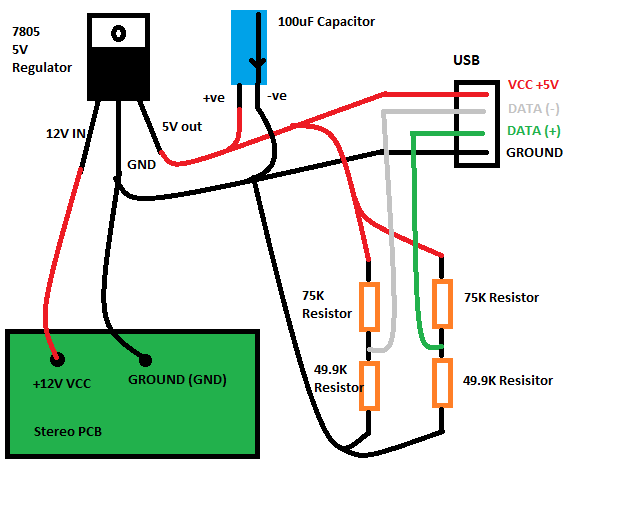 7805
5V
Regulator
100uF Capacitor
USB
+ve
-ve
VCC +5V
DATA (-)
DATA (+)
GROUND
12V IN
5V out
GND
75K
Resistor
75K Resistor
49.9K
Resistor
49.9K Resisitor
+12V VCC
GROUND (GND)
Stereo PCB